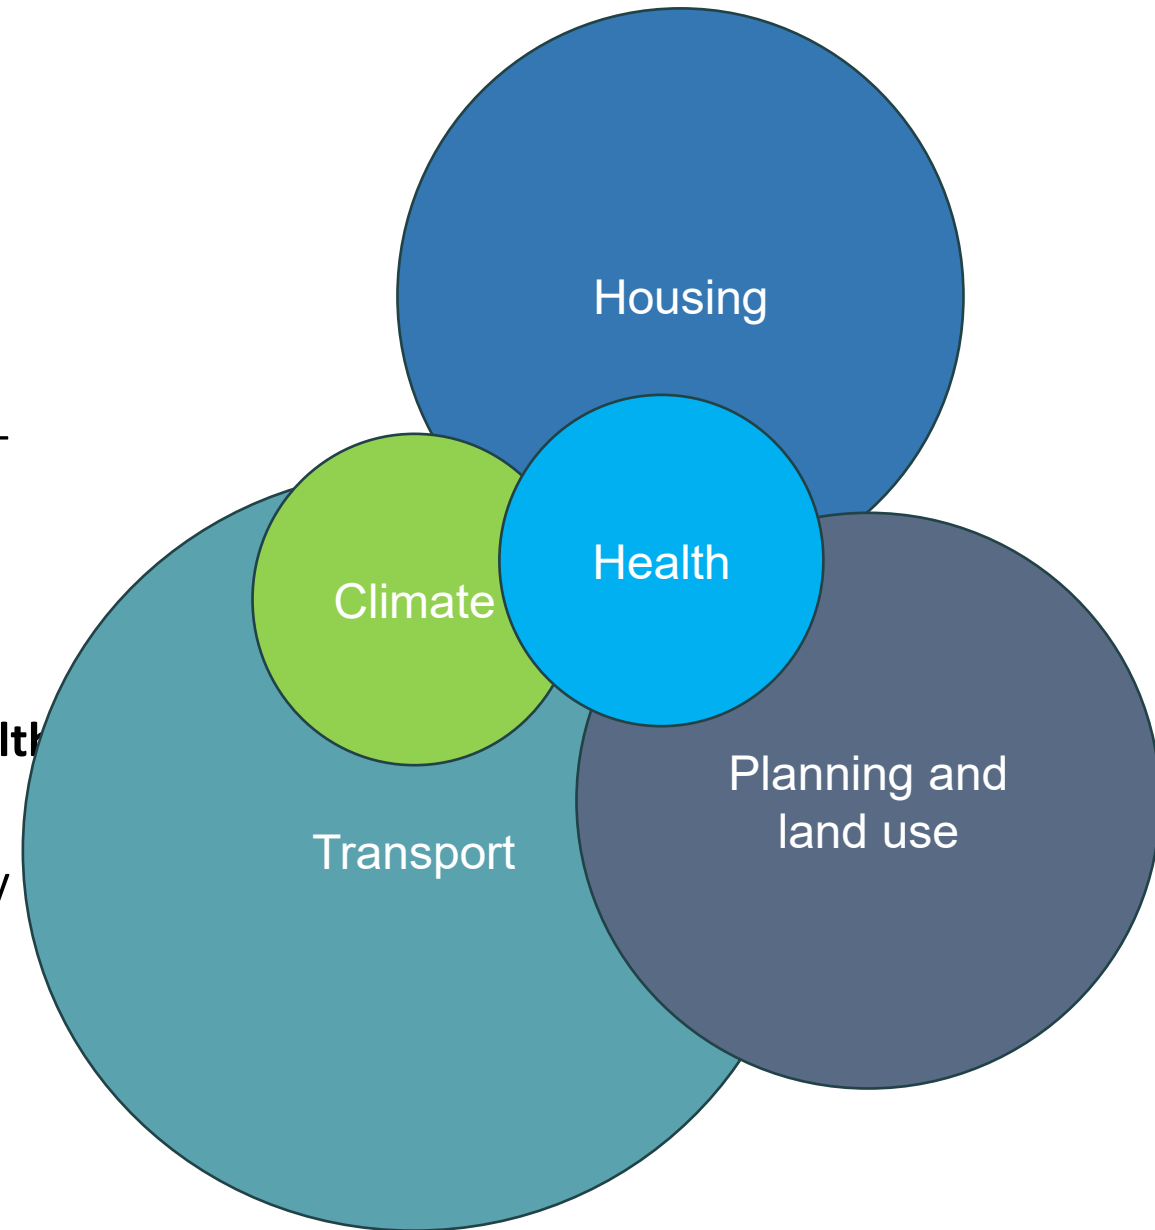 Housing
Health
Climate
Planning and
land use
Transport